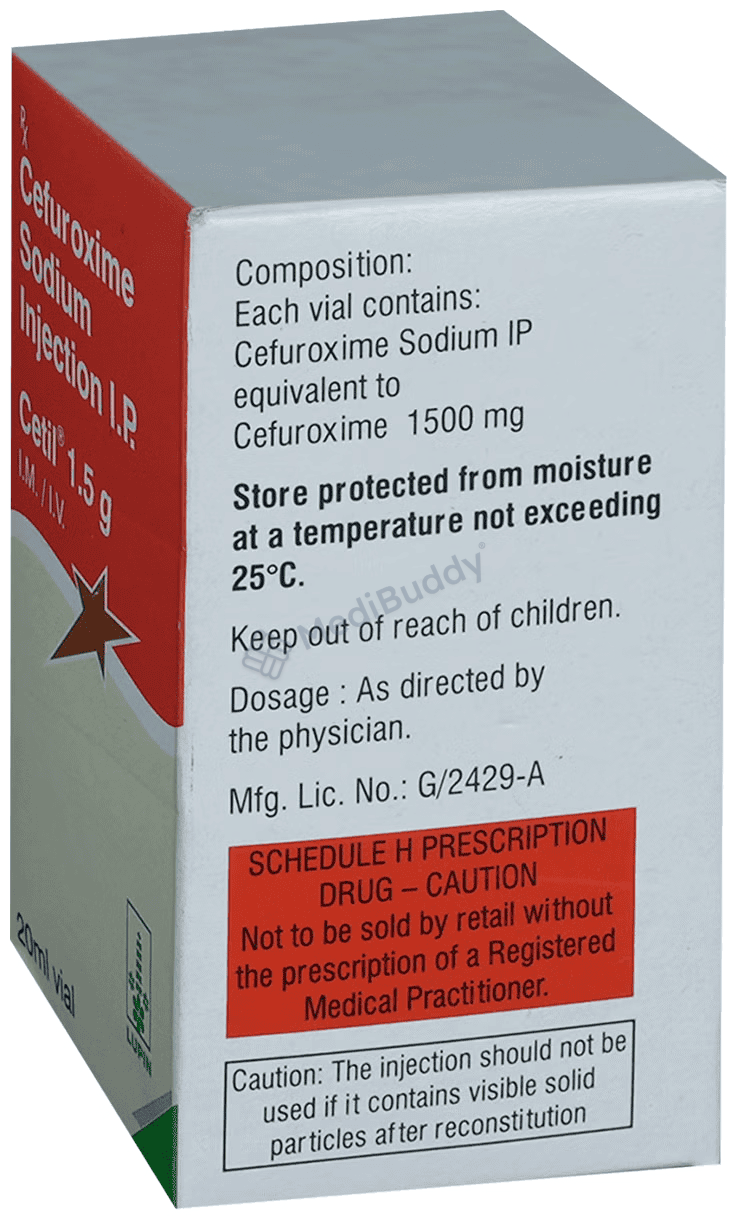 Rx
Cefuroxime
Sodium
Injection I.P.
Cetil® 1.5 g
I.M. / I.V.
20ml vial
LUPIN
Composition:
Each vial contains:
Cefuroxime Sodium IP
equivalent to
Cefuroxime 1500 mg
Store protected from moisture
at a temperature not exceeding
25°C.
MediBuddy
Keep out of reach of children.
Dosage : As directed by
the physician.
Mfg. Lic. No.: G/2429-A
SCHEDULE H PRESCRIPTION
DRUG – CAUTION
Not to be sold by retail without
the prescription of a Registered
Medical Practitioner.
Caution: The injection should not be
used if it contains visible solid
particles after reconstitution